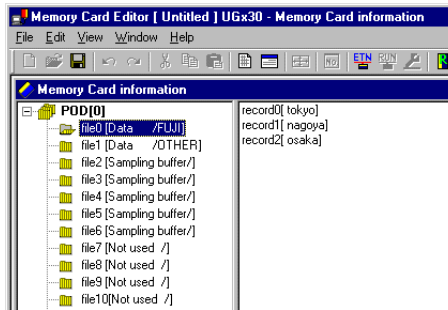 Memory Card Editor [ Untitled ] UGx30 - Memory Card information
File Edit View Window Help
ETN RUN
Memory Card information
POD[0]
file0 [Data /FUJI]
file1 [Data /OTHER]
file2 [Sampling buffer/]
file3 [Sampling buffer/]
file4 [Sampling buffer/]
file5 [Sampling buffer/]
file6 [Sampling buffer/]
file7 [Not used /]
file8 [Not used /]
file9 [Not used /]
file10[Not used /]
record0[ tokyo]
record1[ nagoya]
record2[ osaka]